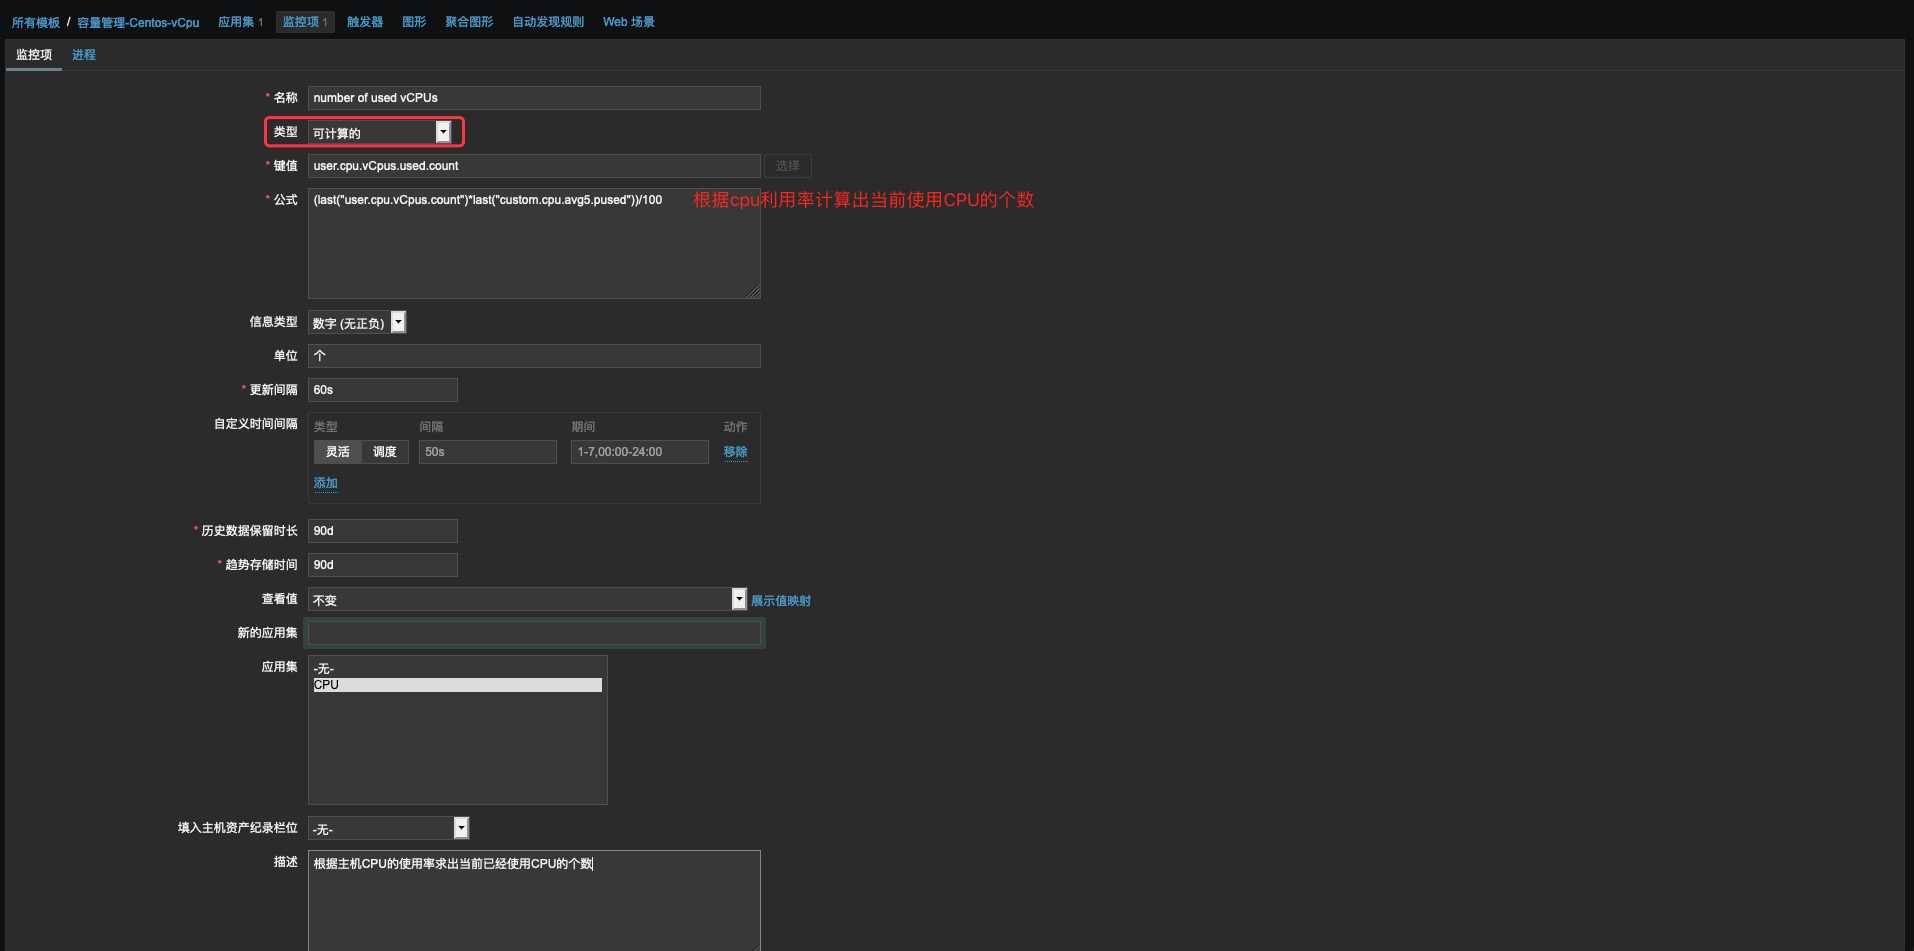 所有模板 / 容量管理-Centos-vCpu 应用集 1 监控项 1 触发器 图形 聚合图形 自动发现规则 Web 场景
监控项 进程
* 名称 number of used vCPUs
类型 可计算的
* 键值 user.cpu.vCpus.used.count 选择
* 公式 (last("user.cpu.vCpus.count")*last("custom.cpu.avg5.pused"))/100 根据cpu利用率计算出当前使用CPU的个数
信息类型 数字 (无正负)
单位 个
* 更新间隔 60s
自定义时间间隔 类型 间隔 期间 动作
灵活 调度 50s 1-7,00:00-24:00 移除
添加
* 历史数据保留时长 90d
* 趋势存储时间 90d
查看值 不变 展示值映射
新的应用集
应用集 -无-
CPU
填入主机资产纪录栏位 -无-
描述 根据主机CPU的使用率求出当前已经使用CPU的个数